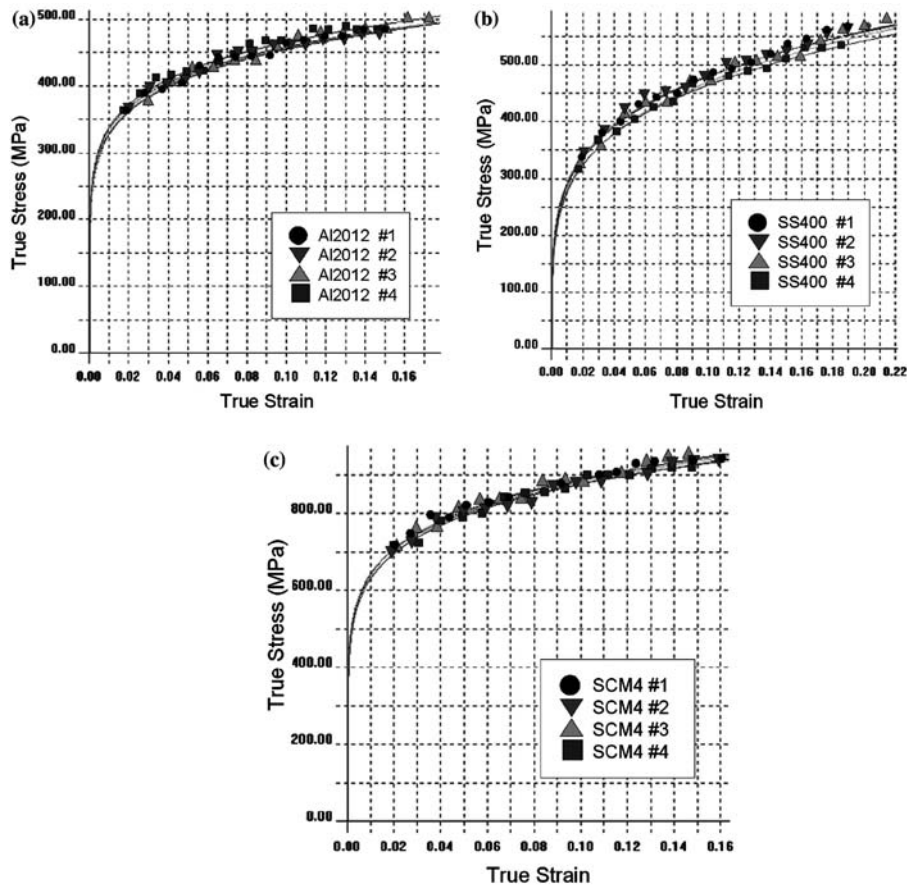 (a)
True Stress (MPa)
500.00
400.00
300.00
200.00
100.00
0.00
Al2012 #1
Al2012 #2
Al2012 #3
Al2012 #4
0.00 0.02 0.04 0.06 0.08 0.10 0.12 0.14 0.16
True Strain
(b)
True Stress (MPa)
500.00
400.00
300.00
200.00
100.00
0.00
SS400 #1
SS400 #2
SS400 #3
SS400 #4
0.00 0.02 0.04 0.06 0.08 0.10 0.12 0.14 0.16 0.18 0.20 0.22
True Strain
(c)
True Stress (MPa)
800.00
600.00
400.00
200.00
0.00
SCM4 #1
SCM4 #2
SCM4 #3
SCM4 #4
0.00 0.02 0.04 0.06 0.08 0.10 0.12 0.14 0.16
True Strain